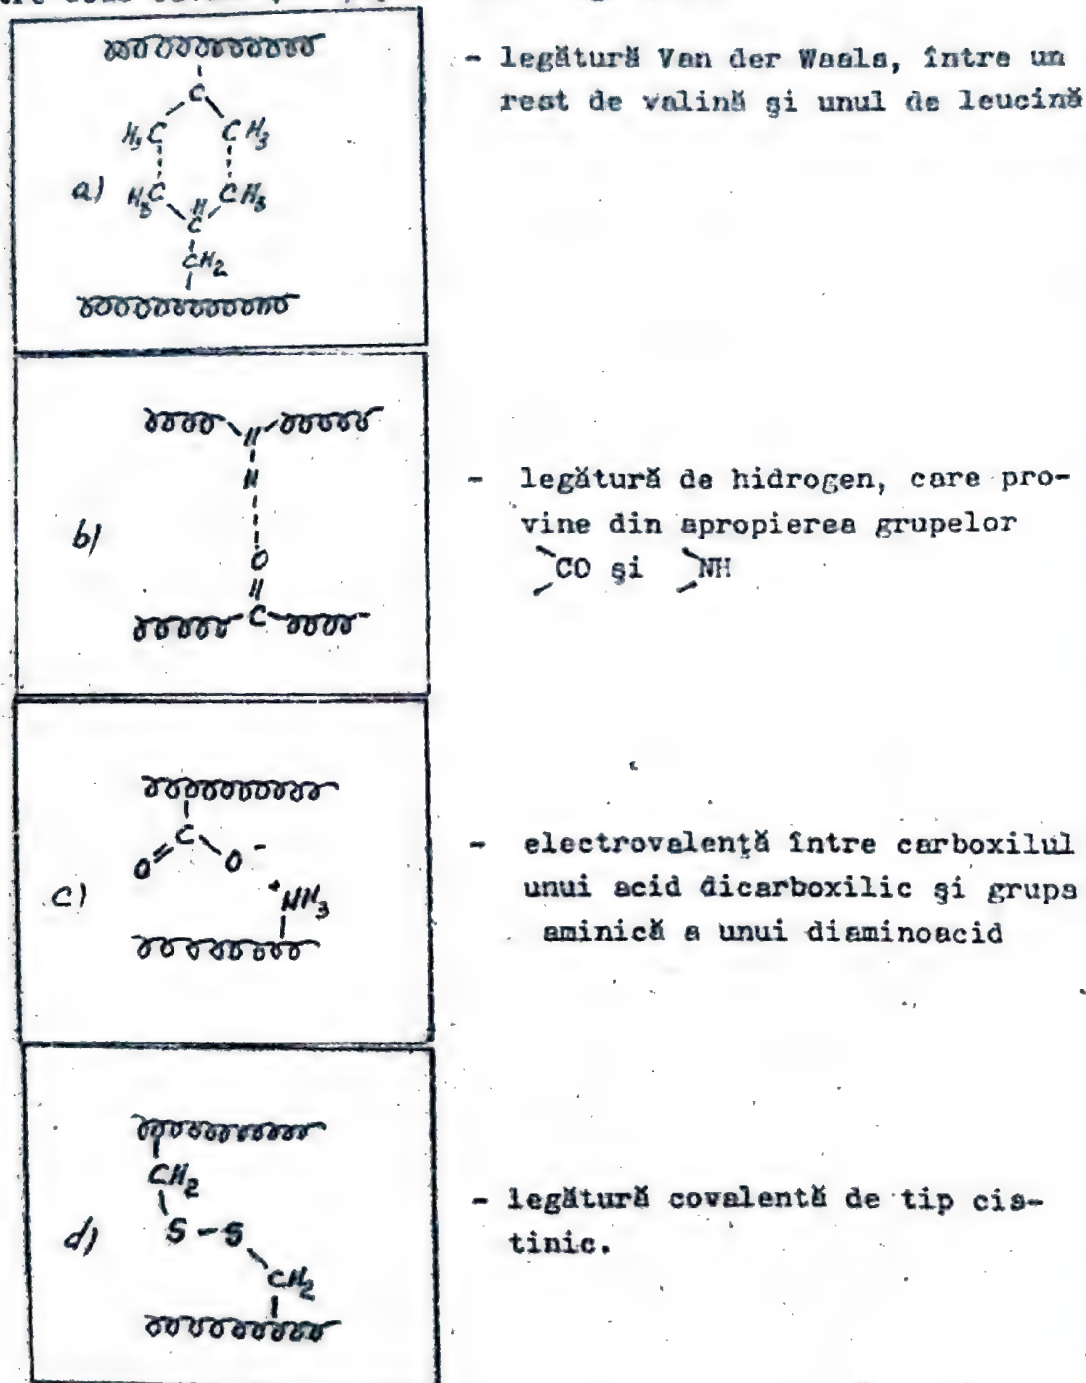 - legătură Van der Waals, între un
rest de valină şi unul de leucină
C
H3C CH3
a) H3C CH3
H
C
CH2
- legătură de hidrogen, care pro-
vine din apropierea grupelor
CO şi NH
b)
N
H
O
C
- electrovalenţă între carboxilul
unui acid dicarboxilic şi grupa
aminică a unui diaminoacid
C
O O -
c) + NH3
- legătură covalentă de tip cis-
tinic.
CH2
d) S - S
CH2